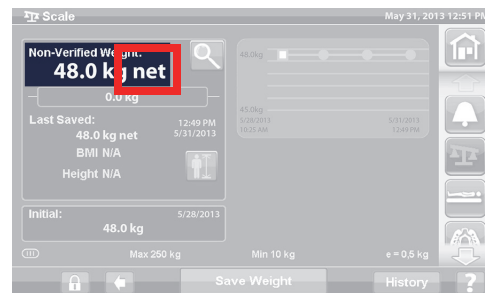 Scale
May 31, 2013 12:51 PM
Non-Verified Weight:
48.0 kg net
0.0 kg
Last Saved:
12:49 PM
48.0 kg net
5/31/2013
BMI N/A
Height N/A
Initial:
5/28/2013
48.0 kg
48.0kg
45.0kg
5/28/2013
5/31/2013
10:25 AM
12:49 PM
III
Max 250 kg
Min 10 kg
e = 0,5 kg
Save Weight
History
?